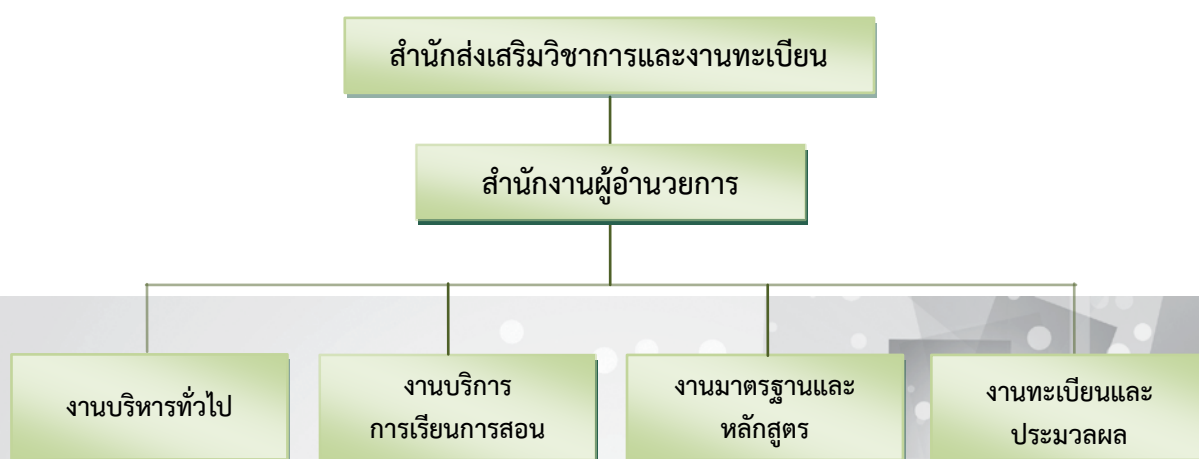 สำนักส่งเสริมวิชาการและงานทะเบียน
สำนักงานผู้อำนวยการ
งานบริหารทั่วไป
งานบริการ
การเรียนการสอน
งานมาตรฐานและ
หลักสูตร
งานทะเบียนและ
ประมวลผล